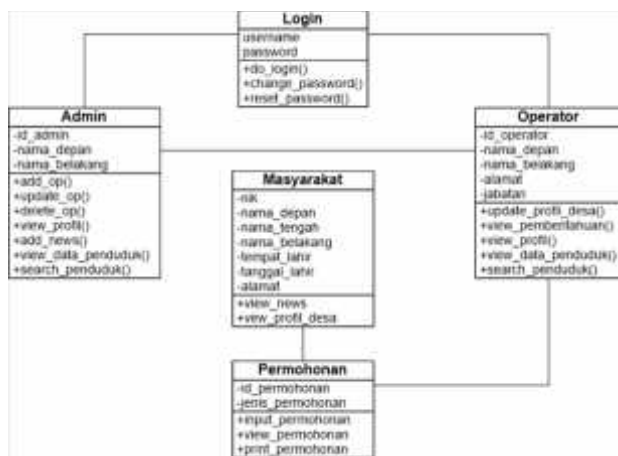 Login
username
password
+do_login()
+change_password()
+reset_password()
Admin
-id_admin
-nama_depan
-nama_belakang
+add_op()
+update_op()
+delete_op()
+view_profil()
+add_news()
+view_data_penduduk()
+search_penduduk()
Operator
-id_operator
-nama_depan
-nama_belakang
-alamat
-jabatan
+update_profil_desa()
+view_pemberitahuan()
+view_profil()
+view_data_penduduk()
+search_penduduk()
Masyarakat
-nik
-nama_depan
-nama_tengah
-nama_belakang
-tempat_lahir
-tanggal_lahir
-alamat
+view_news
+vew_profil_desa
Permohonan
-id_permohonan
-jenis_permohonan
+input_permohonan
+view_permohonan
+print_permohonan